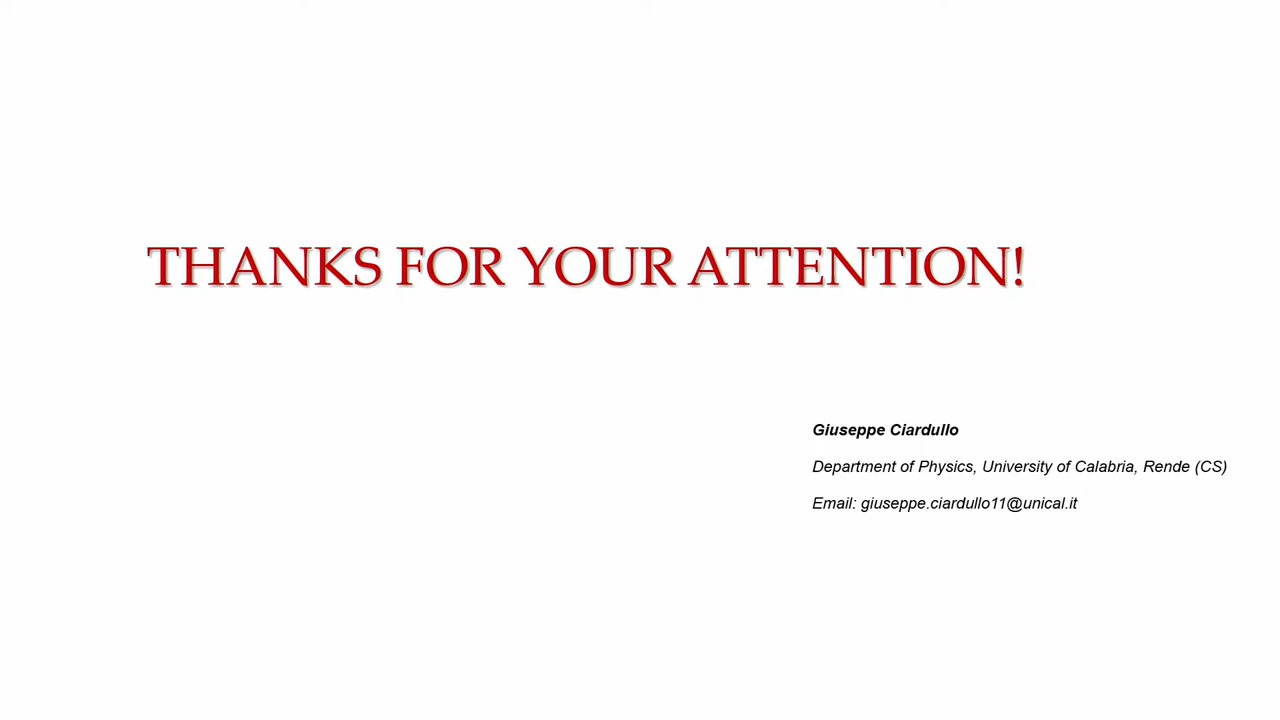 THANKS FOR YOUR ATTENTION!
Giuseppe Ciardullo
Department of Physics, University of Calabria, Rende (CS)
Email: giuseppe.ciardullo11@unical.it